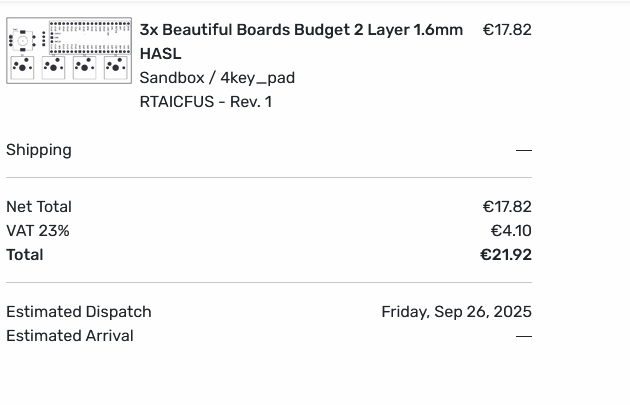 3x Beautiful Boards Budget 2 Layer 1.6mm €17.82
HASL
Sandbox / 4key_pad
RTAICFUS - Rev. 1
Shipping —
Net Total €17.82
VAT 23% €4.10
Total €21.92
Estimated Dispatch Friday, Sep 26, 2025
Estimated Arrival —